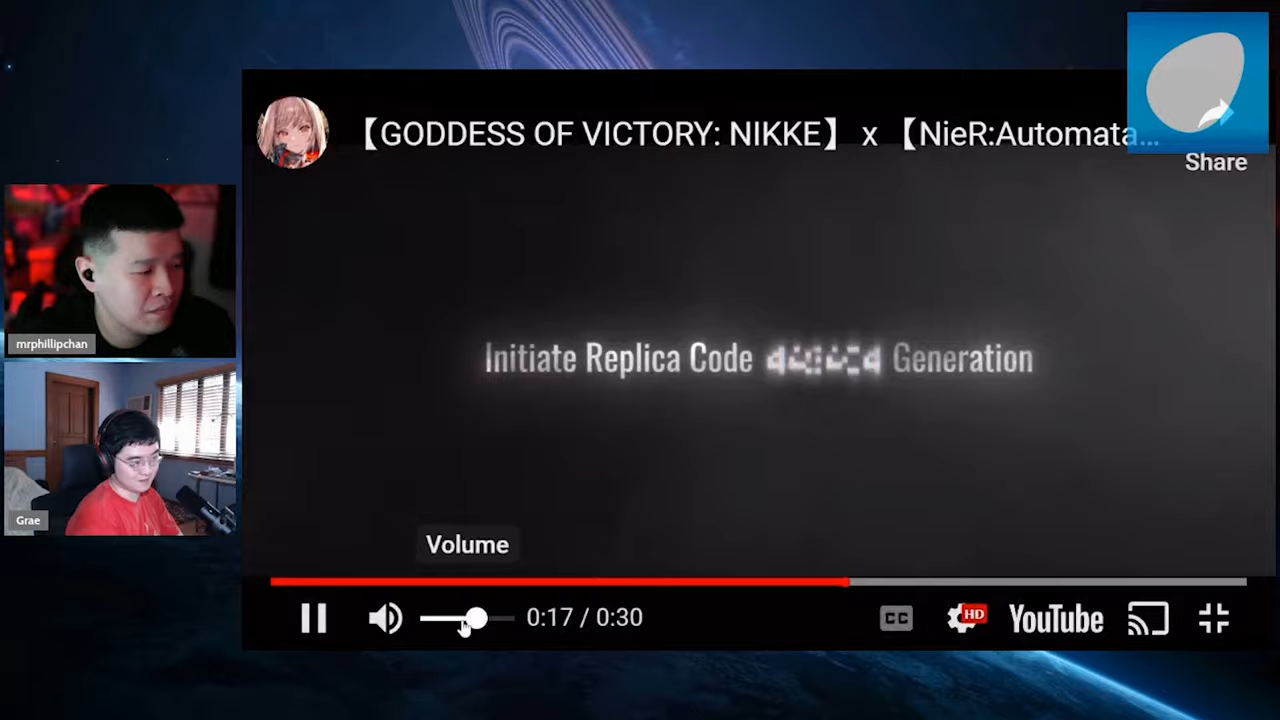 【GODDESS OF VICTORY: NIKKE】 x 【NieR:Automata...
Share
mrphillipchan
Initiate Replica Code Generation
Grae
Volume
0:17 / 0:30
CC
HD
YouTube